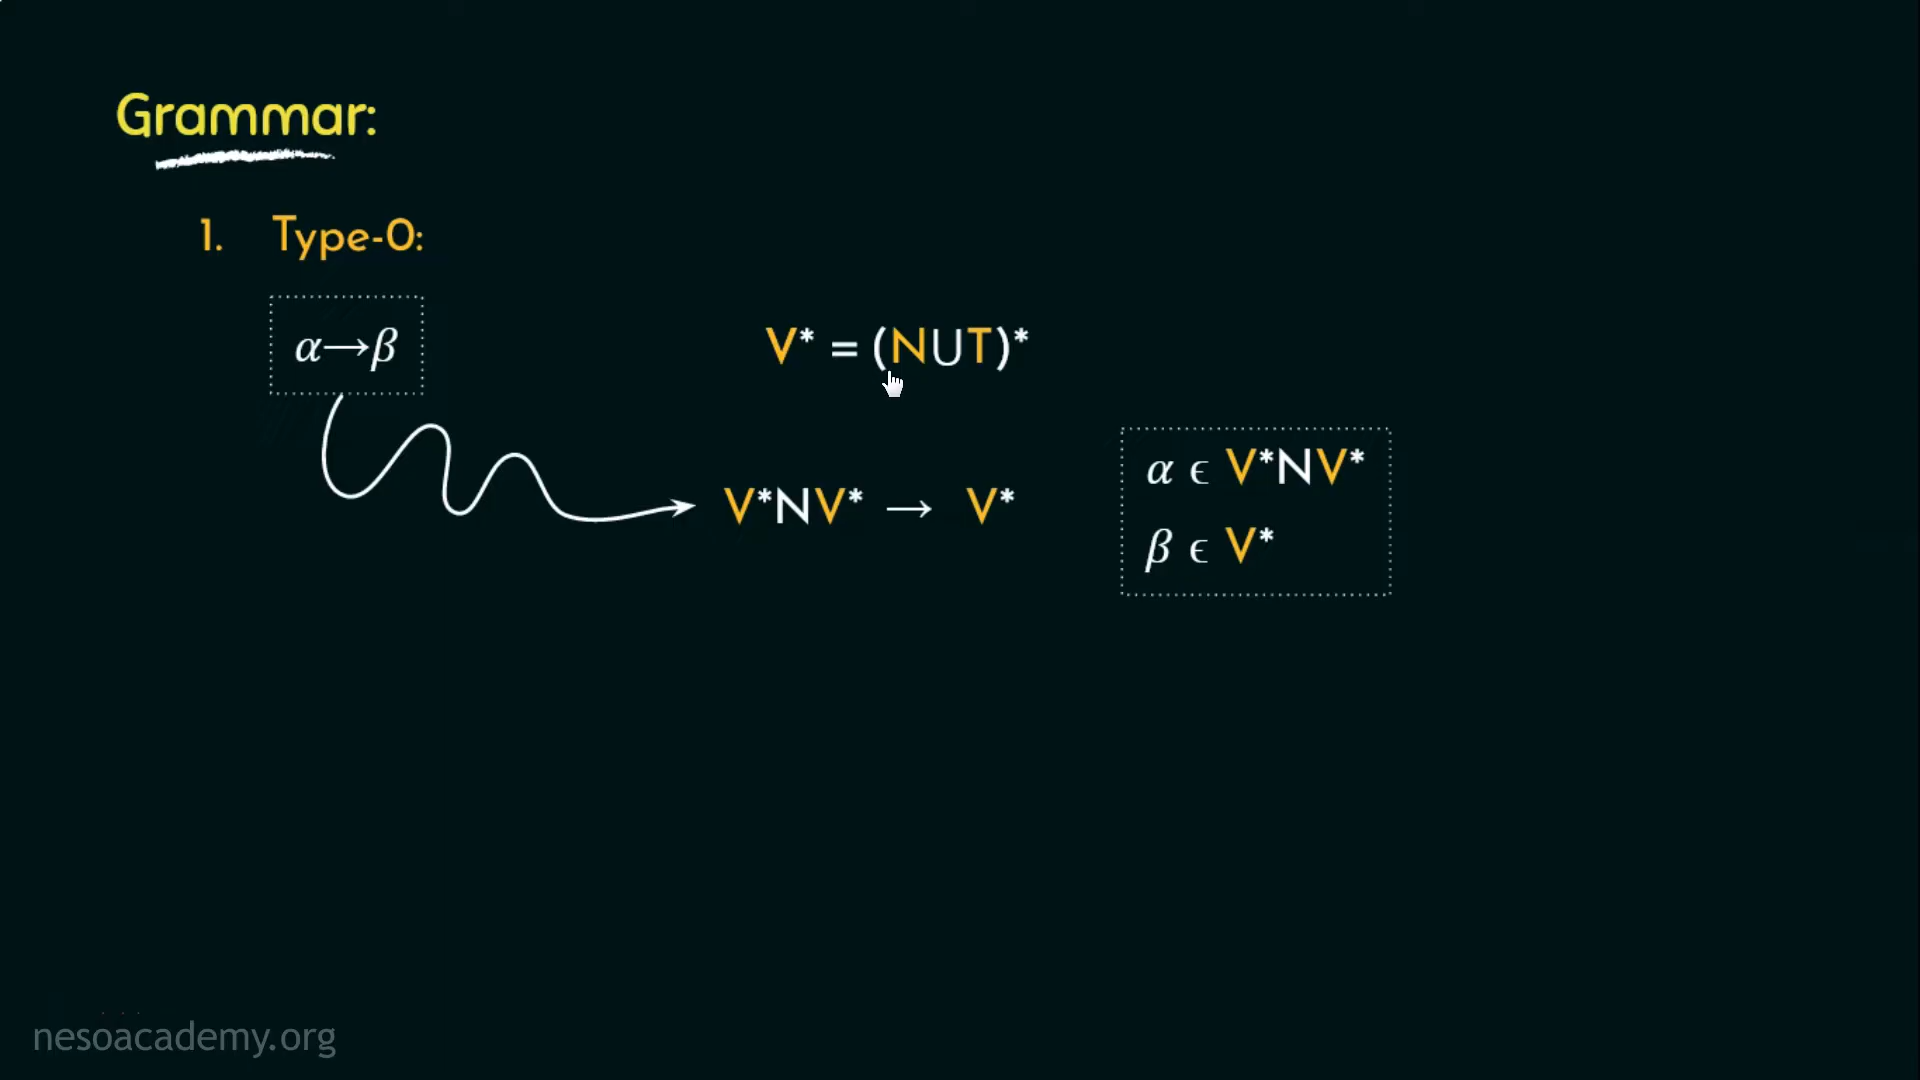 Grammar:
1. Type-0:
α→β
V* = (NUT)*
V*NV* → V*
α ϵ V*NV*
β ϵ V*
nesoacademy.org